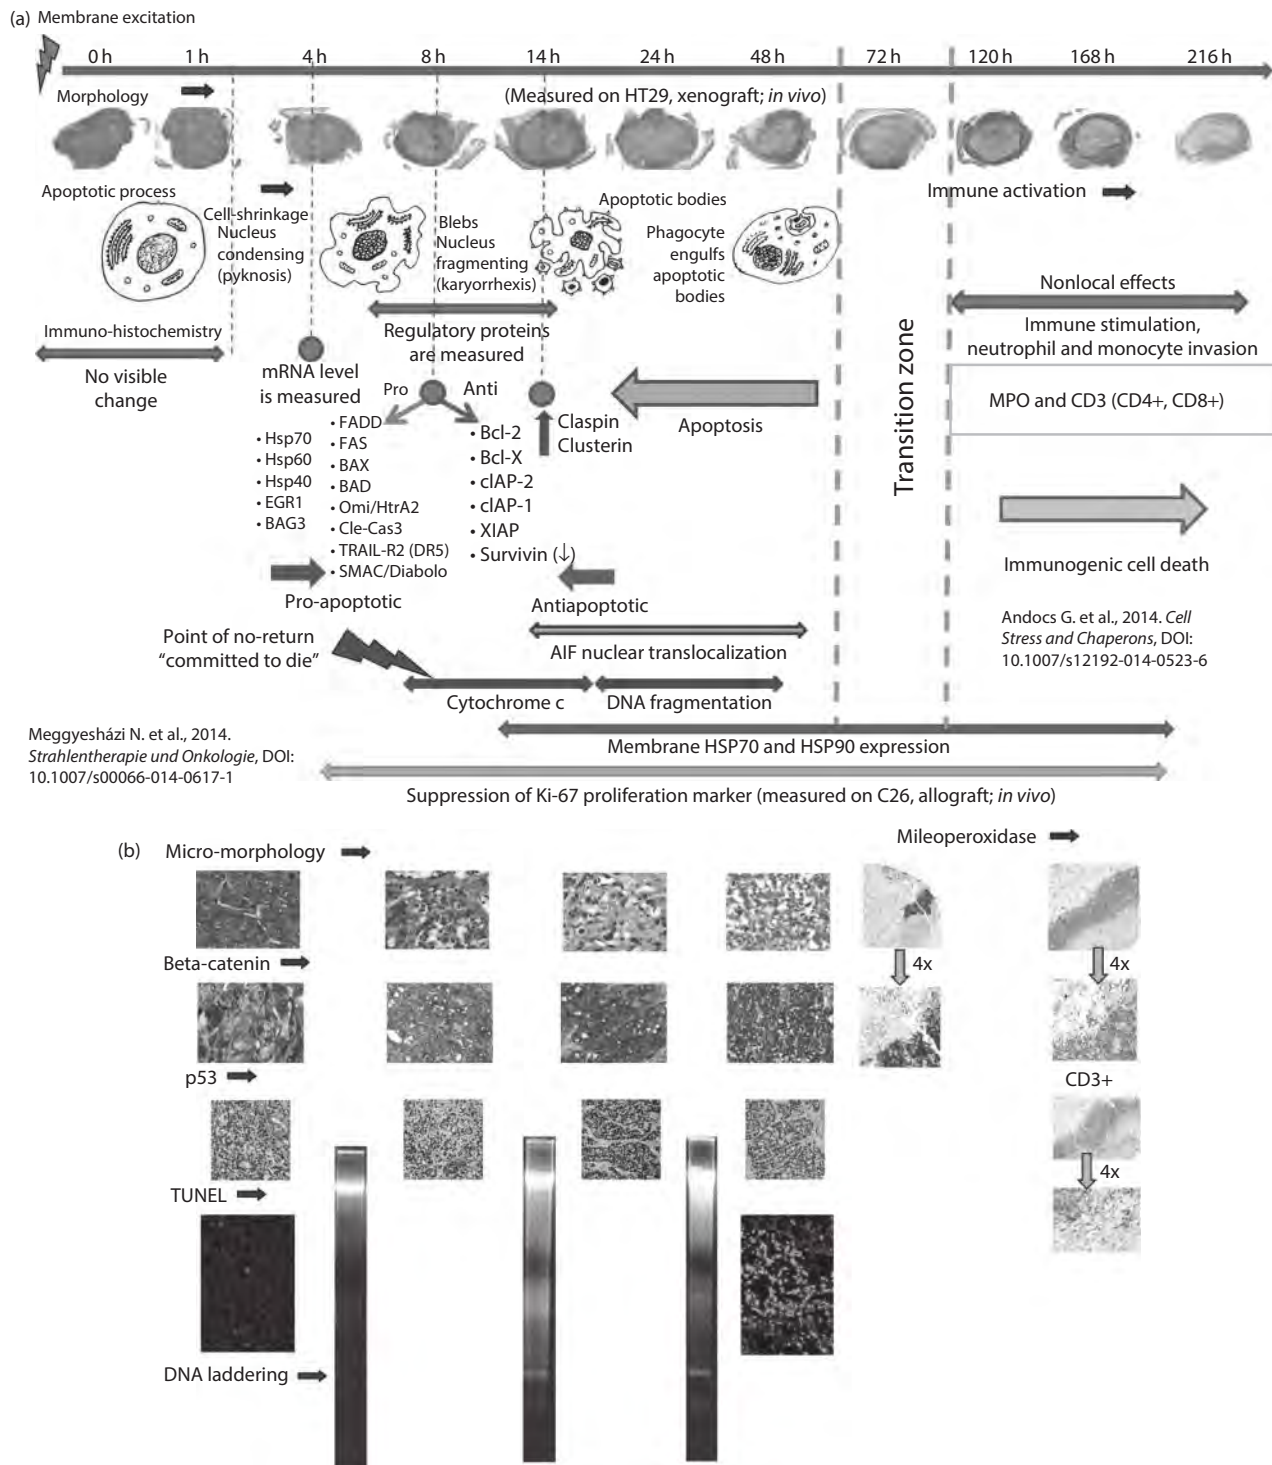 (a) Membrane excitation
0 h 1 h 4 h 8 h 14 h 24 h 48 h 72 h 120 h 168 h 216 h
Morphology
(Measured on HT29, xenograft; in vivo)
Apoptotic process
Immune activation
Cell-shrinkage
Nucleus
condensing
(pyknosis)
Blebs
Nucleus
fragmenting
(karyorrhexis)
Apoptotic bodies
Phagocyte
engulfs
apoptotic
bodies
Immuno-histochemistry
No visible
change
mRNA level
is measured
Regulatory proteins
are measured
Pro
Anti
• Hsp70
• Hsp60
• Hsp40
• EGR1
• BAG3
• FADD
• FAS
• BAX
• BAD
• Omi/HtrA2
• Cle-Cas3
• TRAIL-R2 (DR5)
• SMAC/Diabolo
• Bcl-2
• Bcl-X
• cIAP-2
• cIAP-1
• XIAP
• Survivin (↓)
Claspin
Clusterin
Apoptosis
Transition zone
Nonlocal effects
Immune stimulation,
neutrophil and monocyte invasion
MPO and CD3 (CD4+, CD8+)
Immunogenic cell death
Pro-apoptotic
Antiapoptotic
Point of no-return
“committed to die”
AIF nuclear translocalization
Cytochrome c
DNA fragmentation
Andocs G. et al., 2014. Cell
Stress and Chaperons, DOI:
10.1007/s12192-014-0523-6
Meggyesházi N. et al., 2014.
Strahlentherapie und Onkologie, DOI:
10.1007/s00066-014-0617-1
Membrane HSP70 and HSP90 expression
Suppression of Ki-67 proliferation marker (measured on C26, allograft; in vivo)
(b)
Micro-morphology
Mileoperoxidase
Beta-catenin
4x
4x
p53
CD3+
TUNEL
4x
DNA laddering